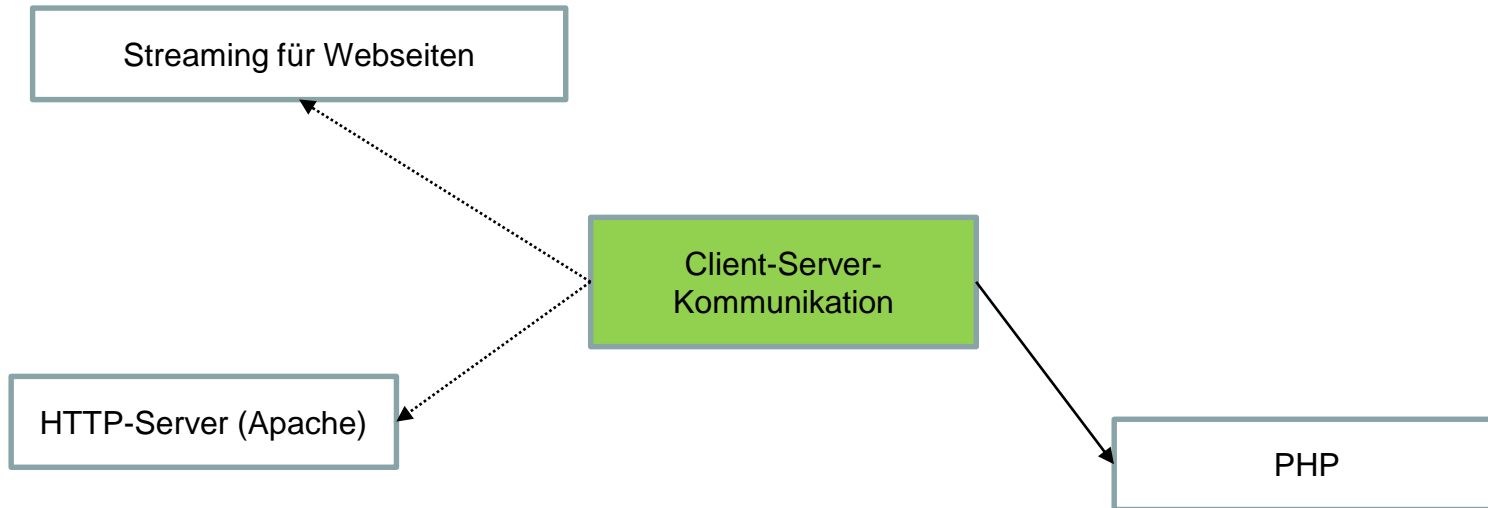 Streaming für Webseiten
Client-Server-
Kommunikation
HTTP-Server (Apache)
PHP